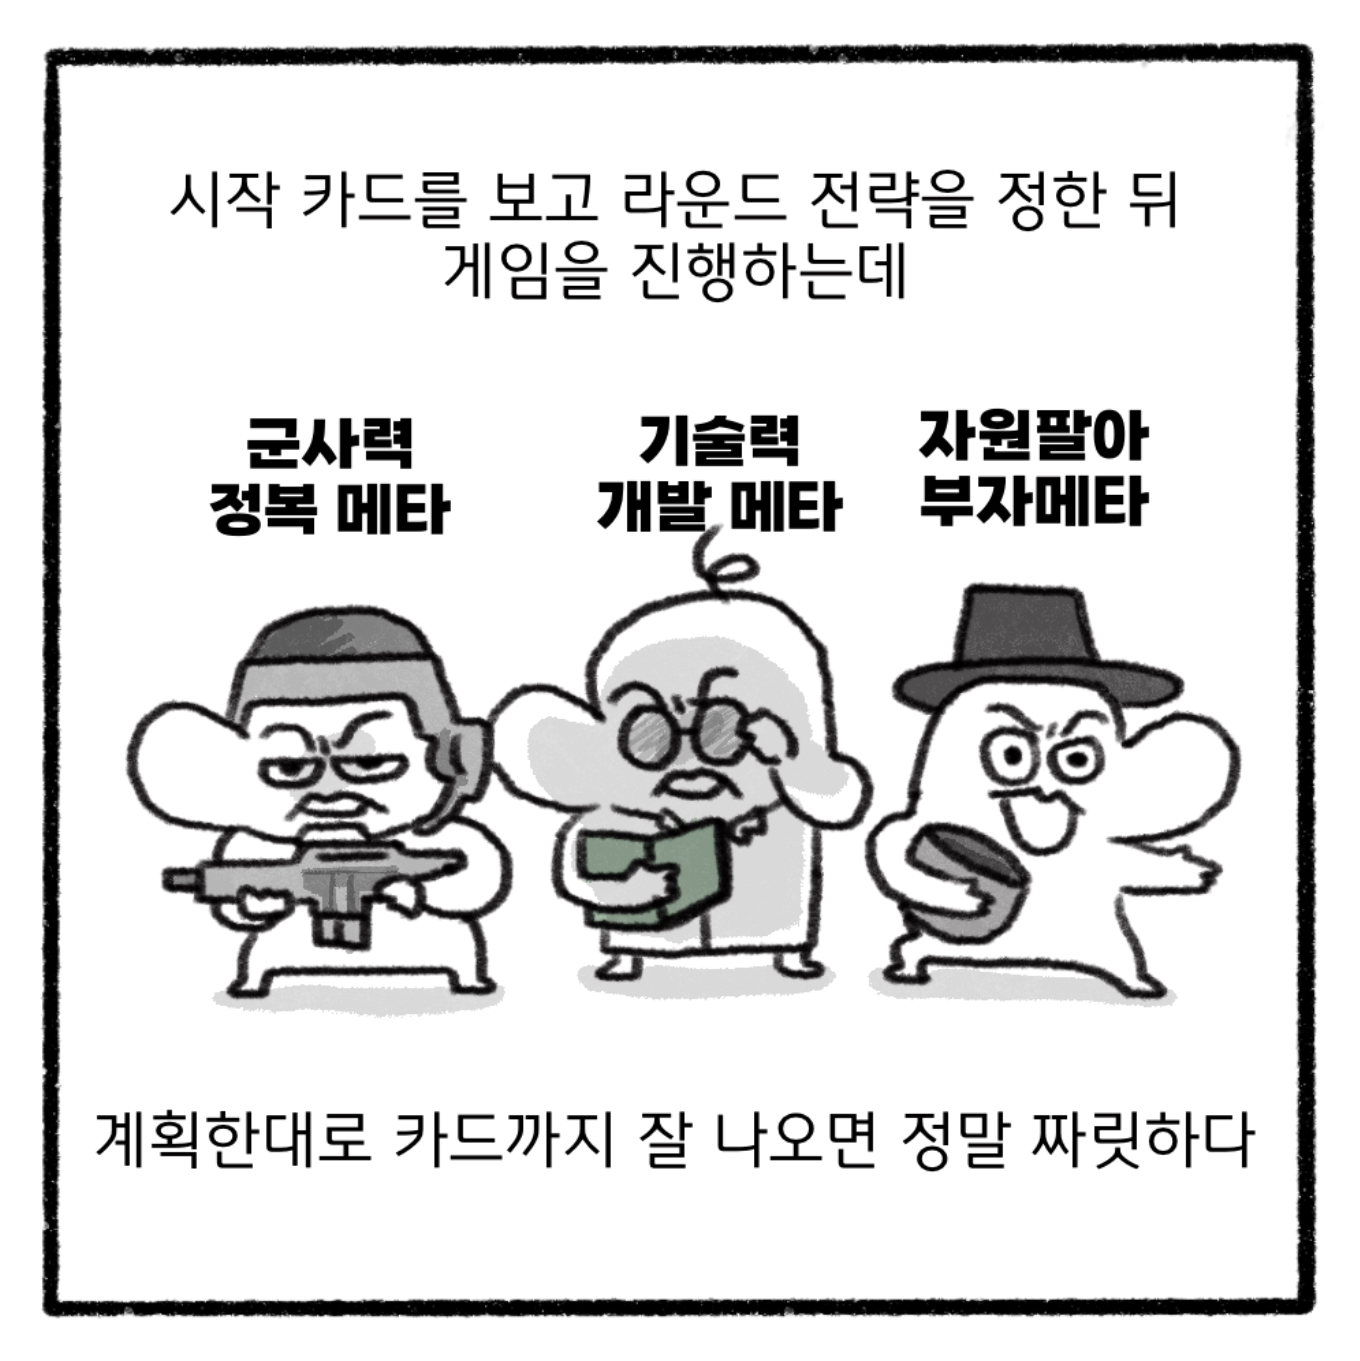 시작 카드를 보고 라운드 전략을 정한 뒤
게임을 진행하는데
군사력
정복 메타
기술력
개발 메타
자원팔아
부자메타
계획한대로 카드까지 잘 나오면 정말 짜릿하다